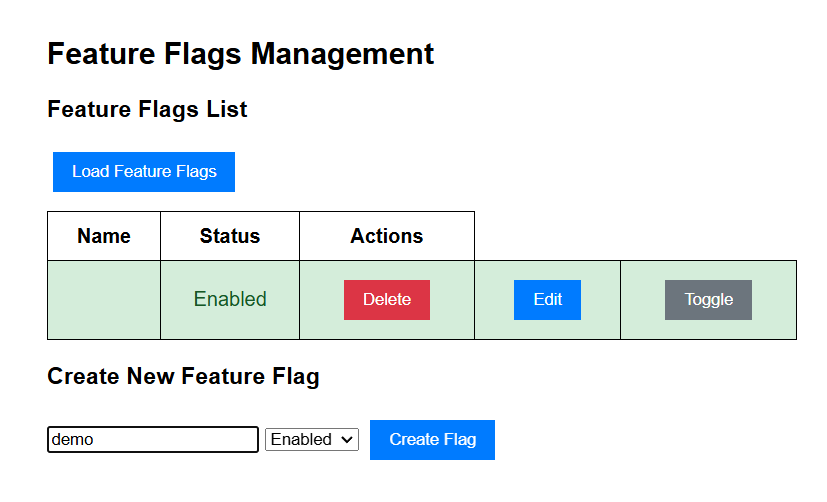 Feature Flags Management
Feature Flags List
Load Feature Flags
Name Status Actions
Enabled Delete Edit Toggle
Create New Feature Flag
demo Enabled Create Flag